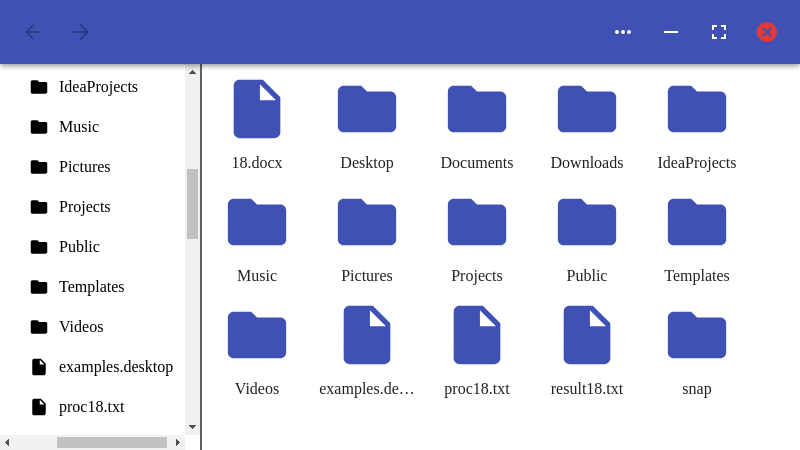 IdeaProjects
Music
Pictures
Projects
Public
Templates
Videos
examples.desktop
proc18.txt
18.docx Desktop Documents Downloads IdeaProjects
Music Pictures Projects Public Templates
Videos examples.de… proc18.txt result18.txt snap